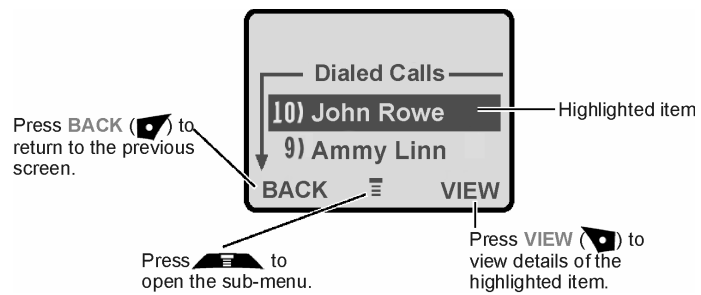 Dialed Calls
10) John Rowe
9) Ammy Linn
BACK
VIEW
Highlighted item
Press BACK ( ) to
return to the previous
screen.
Press to
open the sub-menu.
Press VIEW ( ) to
view details of the
highlighted item.